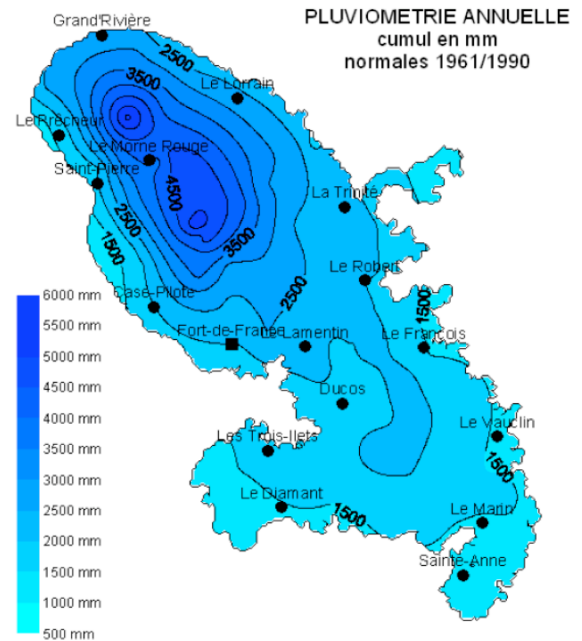 PLUVIOMETRIE ANNUELLE
cumul en mm
normales 1961/1990
Grand'Rivière
2500
3500
Le Lorrain
Le Prêcheur
Le Morne Rouge
Saint-Pierre
4500
La Trinité
2500
3500
1500
Le Robert
2500
Case-Pilote
1500
Fort-de-France
Le Lamentin
Le François
Ducos
Les Trois-Ilets
Le Vauclin
1500
Le Diamant
1500
Le Marin
Sainte-Anne
6000 mm
5500 mm
5000 mm
4500 mm
4000 mm
3500 mm
3000 mm
2500 mm
2000 mm
1500 mm
1000 mm
500 mm